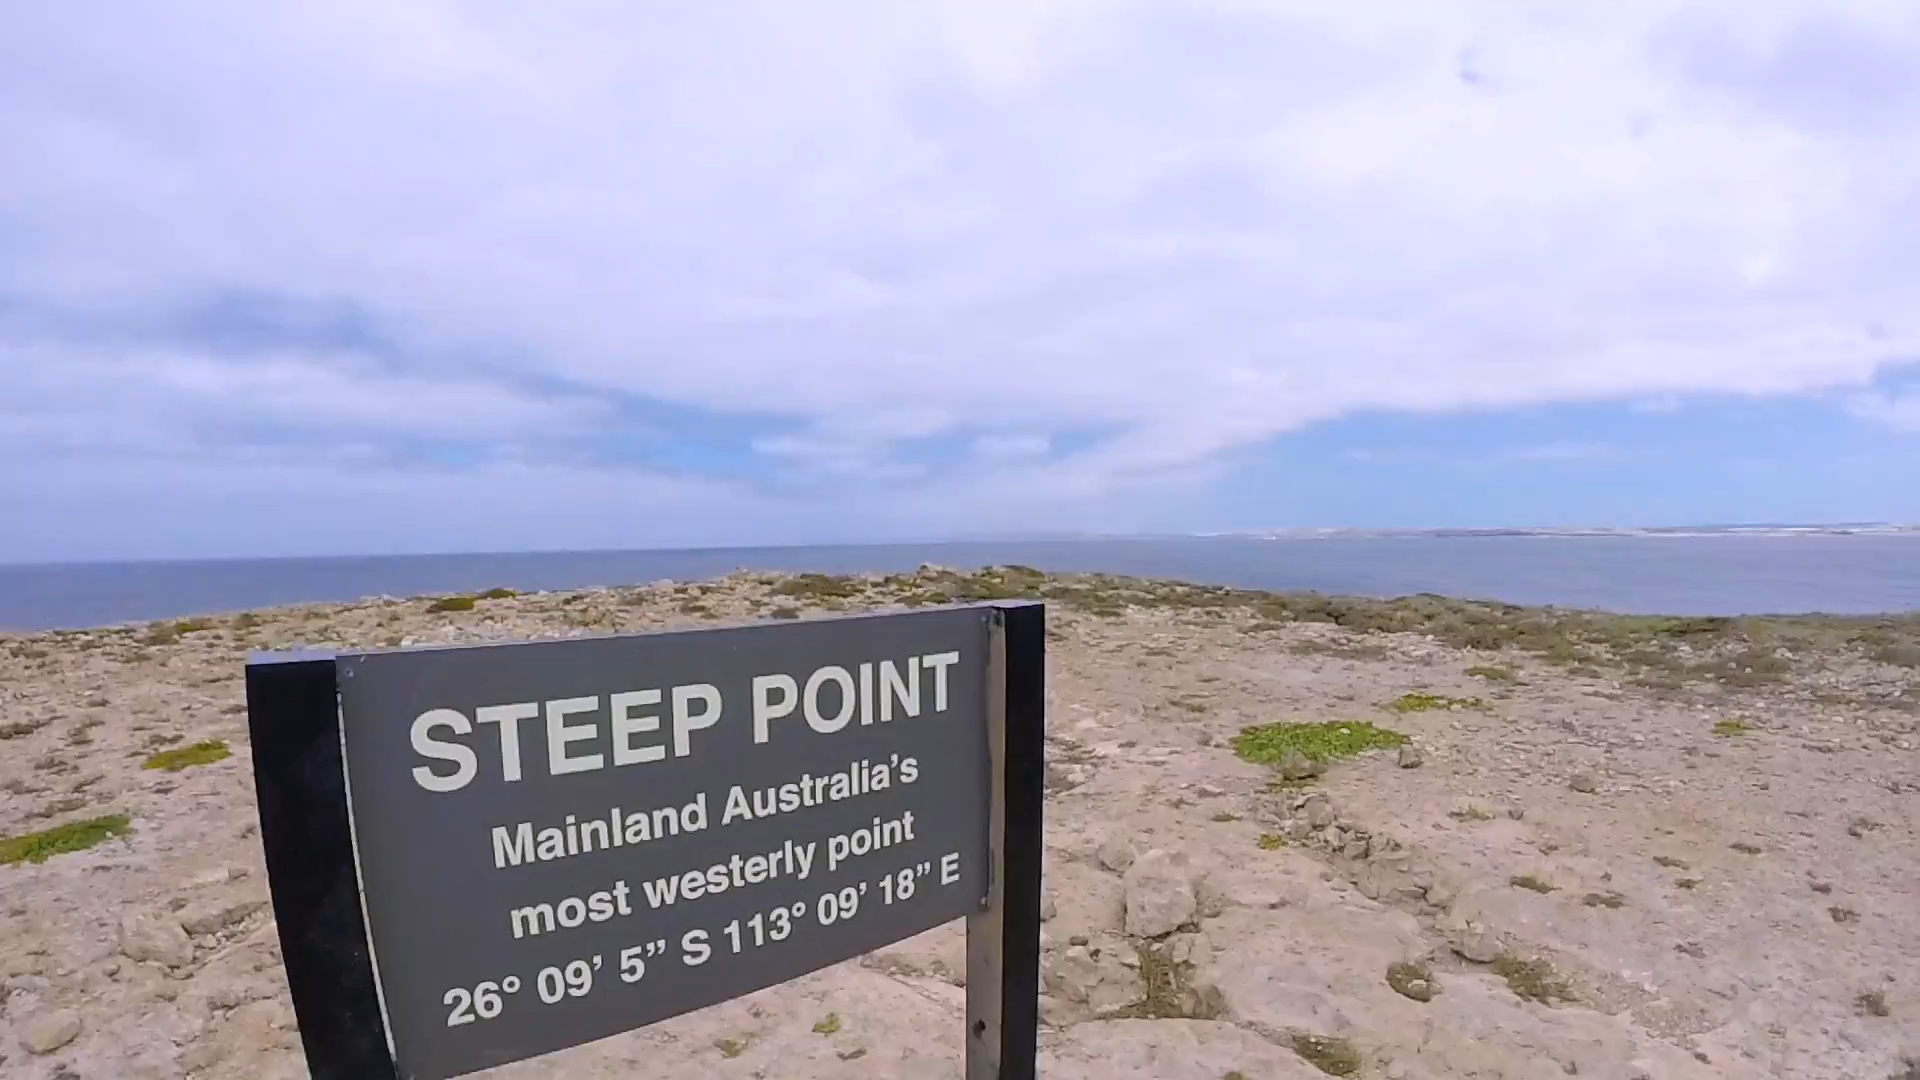 STEEP POINT
Mainland Australia’s
most westerly point
26° 09’ 5” S 113° 09’ 18” E